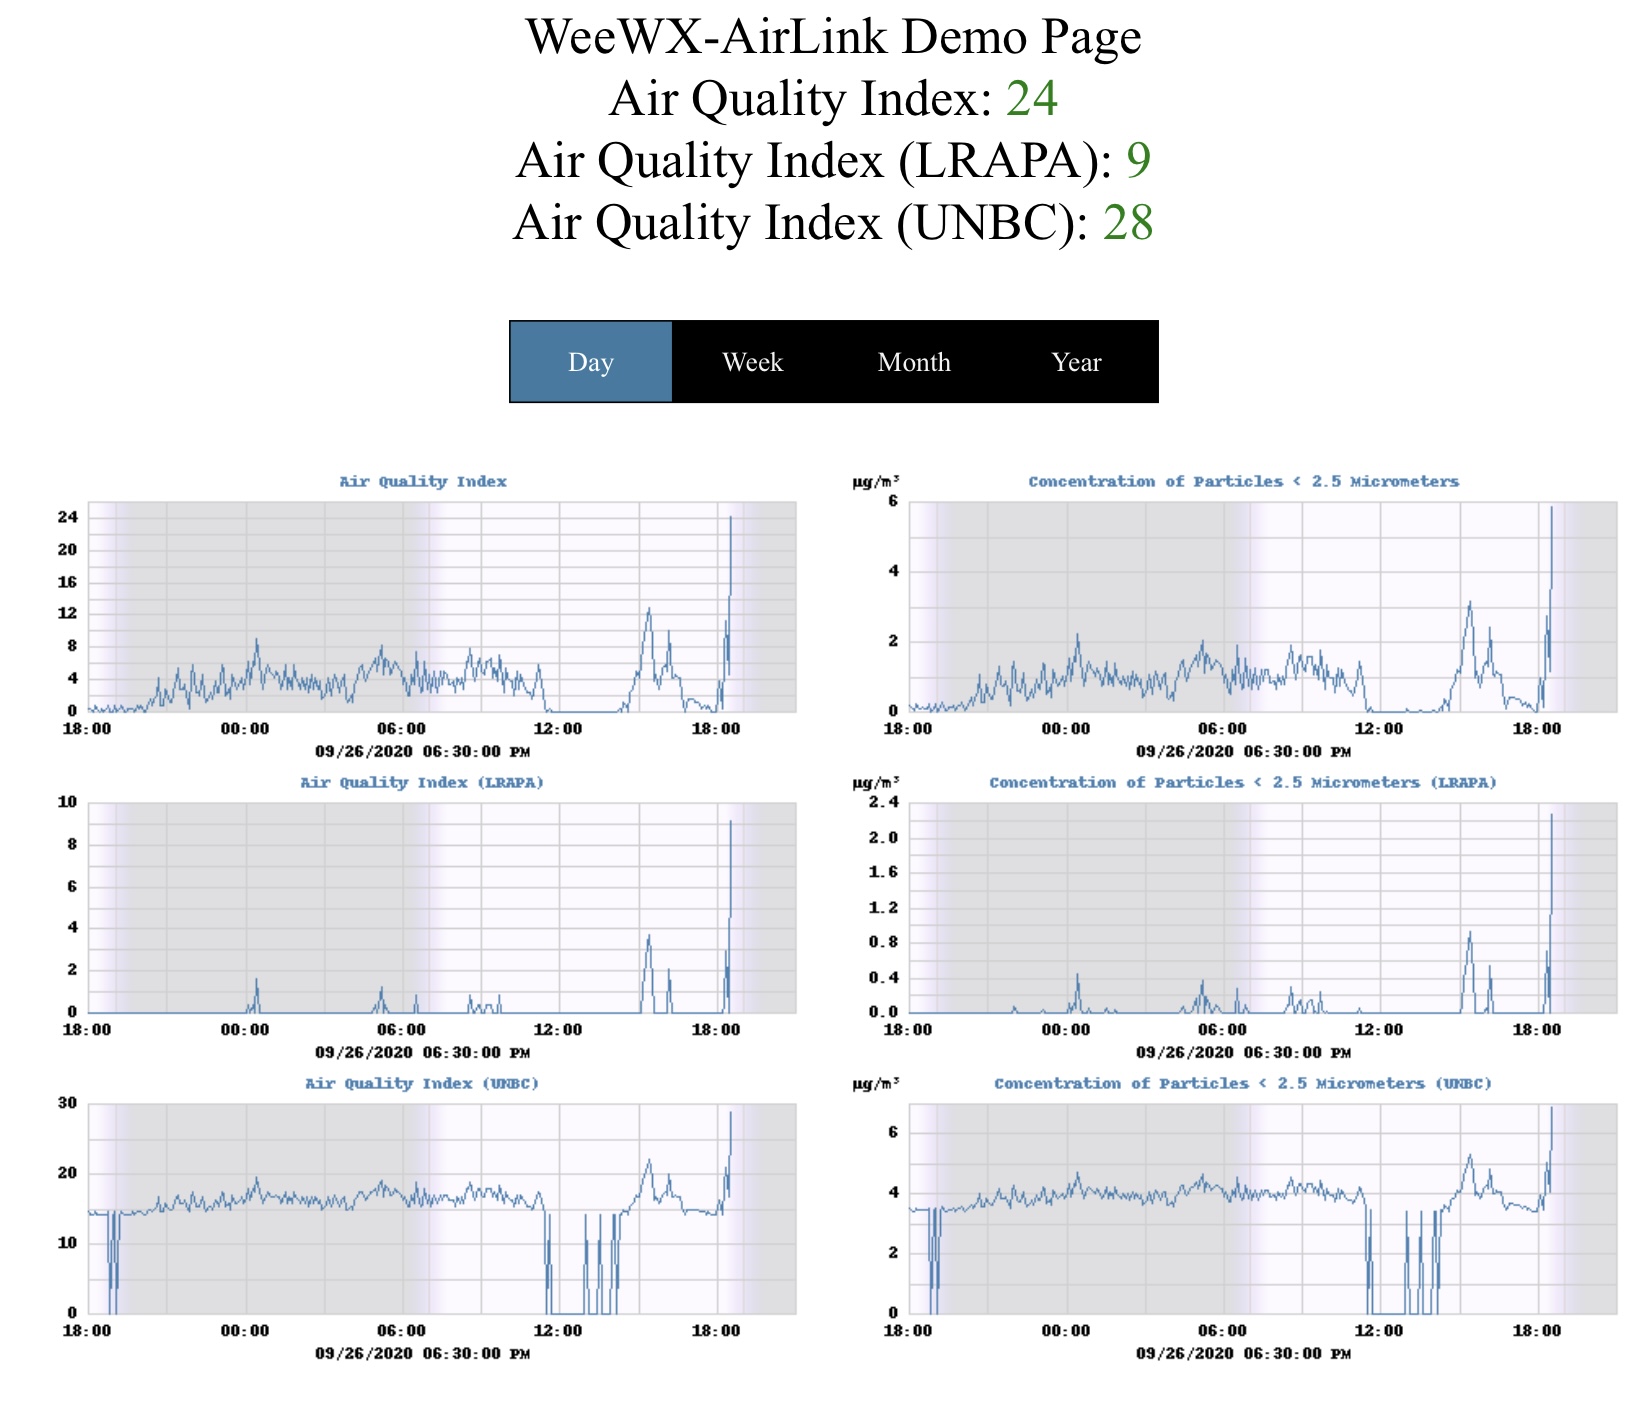 WeeWX-AirLink Demo Page
Air Quality Index: 24
Air Quality Index (LRAPA): 9
Air Quality Index (UNBC): 28
Day Week Month Year
Air Quality Index
24
20
16
12
8
4
0
18:00 00:00 06:00 12:00 18:00
09/26/2020 06:30:00 PM
µg/m³ Concentration of Particles < 2.5 Micrometers
6
4
2
0
18:00 00:00 06:00 12:00 18:00
09/26/2020 06:30:00 PM
Air Quality Index (LRAPA)
10
8
6
4
2
0
18:00 00:00 06:00 12:00 18:00
09/26/2020 06:30:00 PM
µg/m³ Concentration of Particles < 2.5 Micrometers (LRAPA)
2.4
2.0
1.6
1.2
0.8
0.4
0.0
18:00 00:00 06:00 12:00 18:00
09/26/2020 06:30:00 PM
Air Quality Index (UNBC)
30
20
10
0
18:00 00:00 06:00 12:00 18:00
09/26/2020 06:30:00 PM
µg/m³ Concentration of Particles < 2.5 Micrometers (UNBC)
6
4
2
0
18:00 00:00 06:00 12:00 18:00
09/26/2020 06:30:00 PM